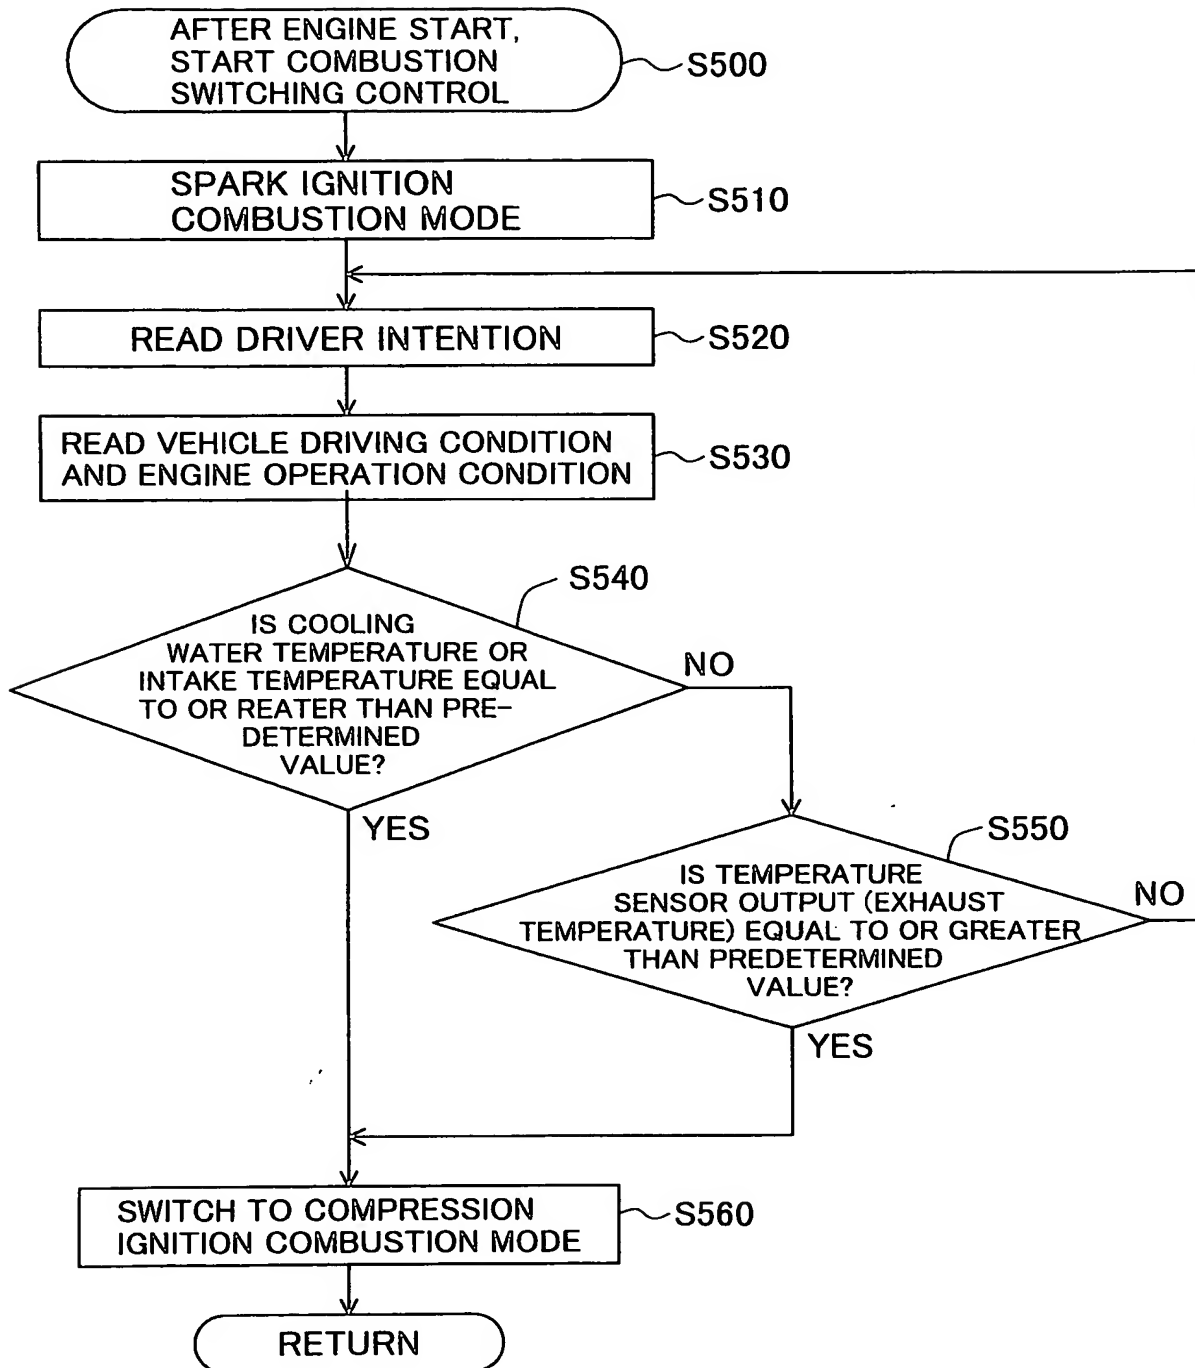 AFTER ENGINE START,
START COMBUSTION
SWITCHING CONTROL
S500
SPARK IGNITION
COMBUSTION MODE
S510
READ DRIVER INTENTION
S520
READ VEHICLE DRIVING CONDITION
AND ENGINE OPERATION CONDITION
S530
S540
IS COOLING
WATER TEMPERATURE OR
INTAKE TEMPERATURE EQUAL
TO OR REATER THAN PRE-
DETERMINED
VALUE?
NO
YES
S550
IS TEMPERATURE
SENSOR OUTPUT (EXHAUST
TEMPERATURE) EQUAL TO OR GREATER
THAN PREDETERMINED
VALUE?
NO
YES
SWITCH TO COMPRESSION
IGNITION COMBUSTION MODE
S560
RETURN